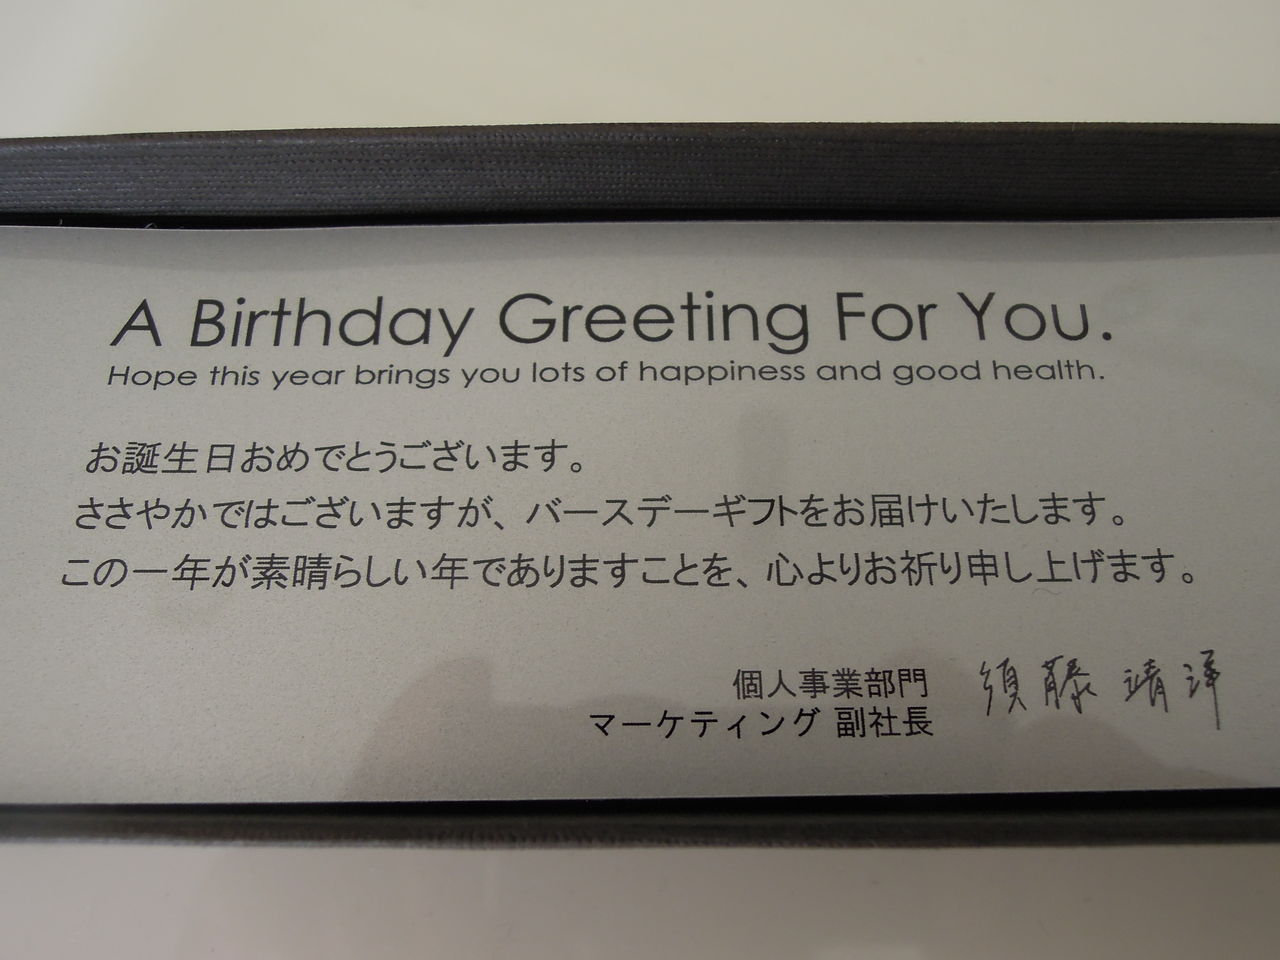 A Birthday Greeting For You.
Hope this year brings you lots of happiness and good health.
お誕生日おめでとうございます。
ささやかではございますが、バースデーギフトをお届けいたします。
この一年が素晴らしい年でありますことを、心よりお祈り申し上げます。
個人事業部門
マーケティング 副社長
須藤 靖洋